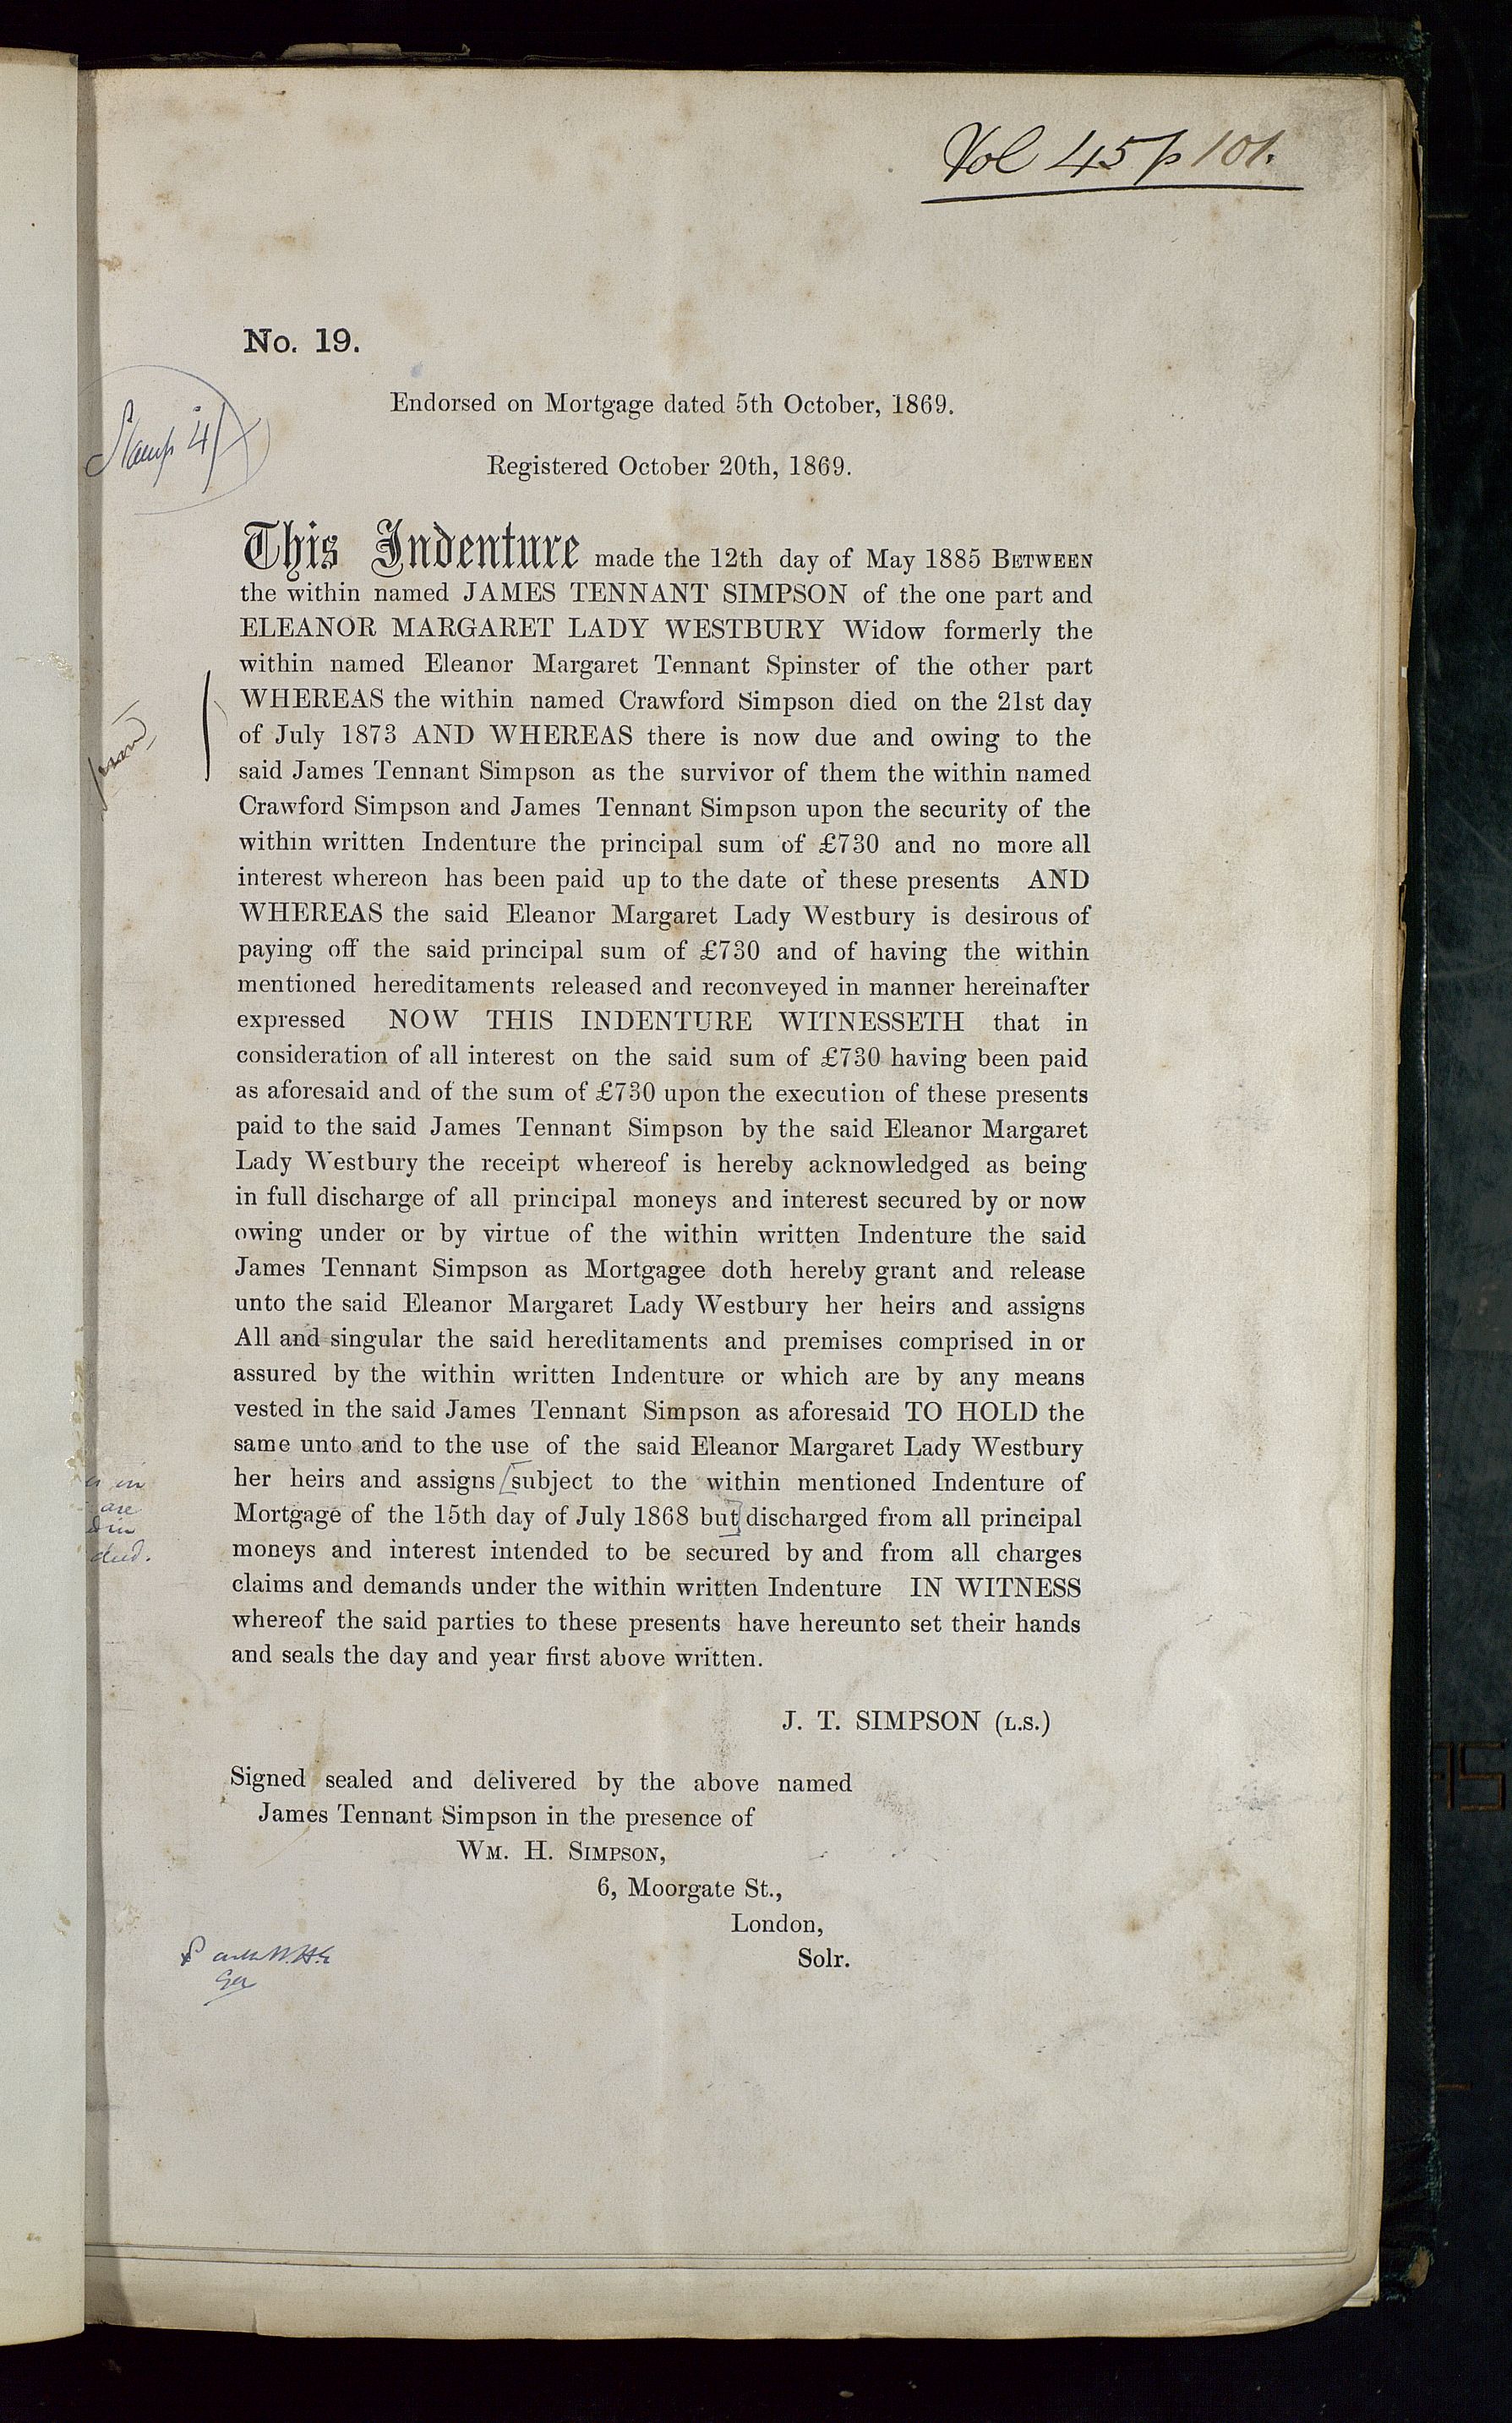 Vol 45 p 101.
No. 19.
Endorsed on Mortgage dated 5th October, 1869.
Stamp 4/
Registered October 20th, 1869.
This Indenture made the 12th day of May 1885 BETWEEN
the within named JAMES TENNANT SIMPSON of the one part and
ELEANOR MARGARET LADY WESTBURY Widow formerly the
within named Eleanor Margaret Tennant Spinster of the other part
WHEREAS the within named Crawford Simpson died on the 21st day
of July 1873 AND WHEREAS there is now due and owing to the
said James Tennant Simpson as the survivor of them the within named
Crawford Simpson and James Tennant Simpson upon the security of the
within written Indenture the principal sum of £730 and no more all
interest whereon has been paid up to the date of these presents AND
WHEREAS the said Eleanor Margaret Lady Westbury is desirous of
paying off the said principal sum of £730 and of having the within
mentioned hereditaments released and reconveyed in manner hereinafter
expressed NOW THIS INDENTURE WITNESSETH that in
consideration of all interest on the said sum of £730 having been paid
as aforesaid and of the sum of £730 upon the execution of these presents
paid to the said James Tennant Simpson by the said Eleanor Margaret
Lady Westbury the receipt whereof is hereby acknowledged as being
in full discharge of all principal moneys and interest secured by or now
owing under or by virtue of the within written Indenture the said
James Tennant Simpson as Mortgagee doth hereby grant and release
unto the said Eleanor Margaret Lady Westbury her heirs and assigns
All and singular the said hereditaments and premises comprised in or
assured by the within written Indenture or which are by any means
vested in the said James Tennant Simpson as aforesaid TO HOLD the
same unto and to the use of the said Eleanor Margaret Lady Westbury
her heirs and assigns [subject to the within mentioned Indenture of
Mortgage of the 15th day of July 1868 but] discharged from all principal
moneys and interest intended to be secured by and from all charges
claims and demands under the within written Indenture IN WITNESS
whereof the said parties to these presents have hereunto set their hands
and seals the day and year first above written.
in
are
J. T. SIMPSON (L.S.)
Signed sealed and delivered by the above named
James Tennant Simpson in the presence of
WM. H. SIMPSON,
6, Moorgate St.,
London,
Solr.